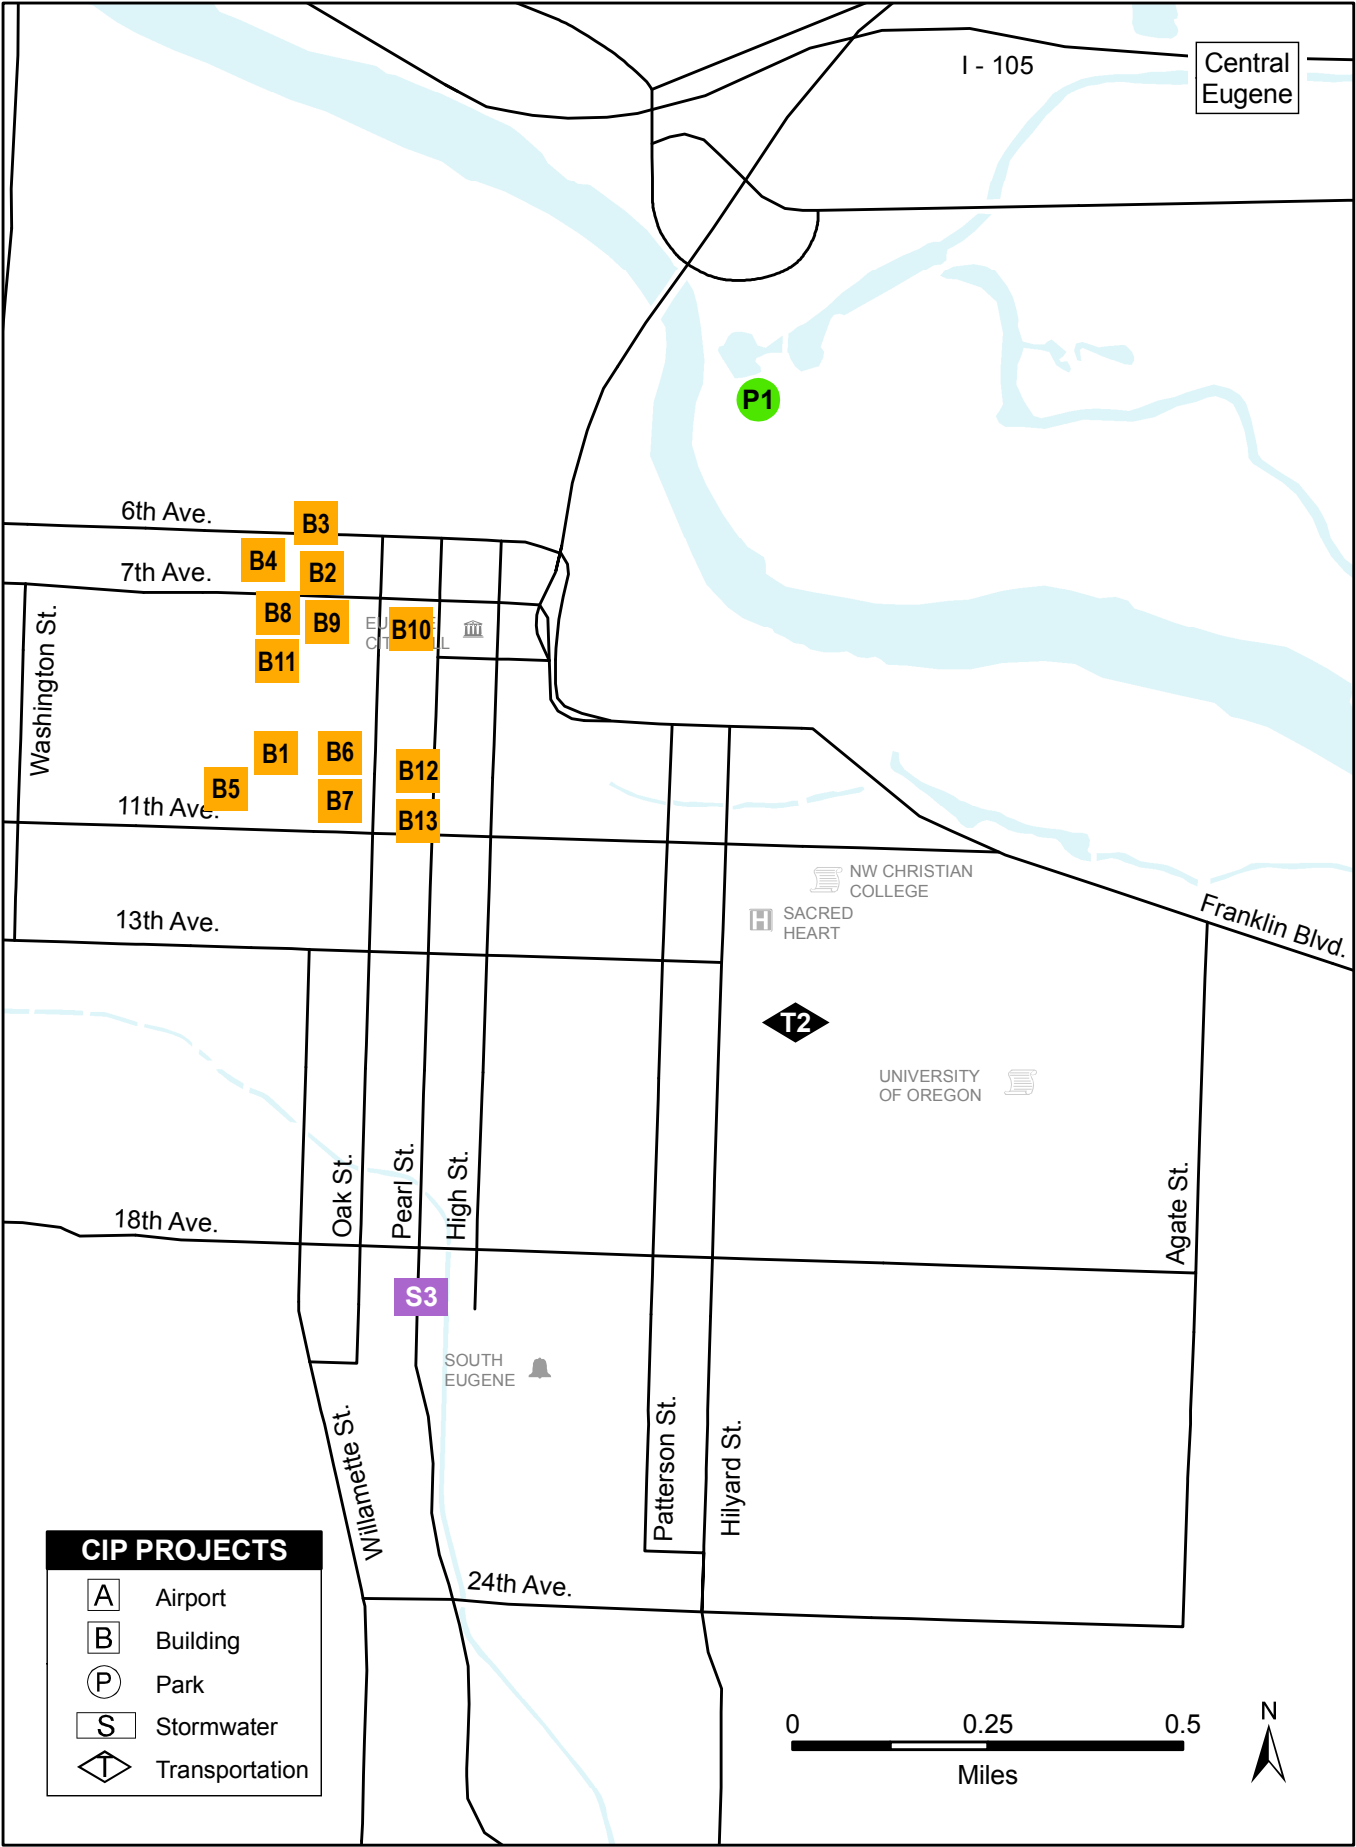 I - 105
Central
Eugene
P1
6th Ave.
B3
B4
B2
7th Ave.
B8
B9
B10
B11
Washington St.
B1
B6
B12
B5
B7
B13
11th Ave.
NW CHRISTIAN
COLLEGE
SACRED
HEART
Franklin Blvd.
13th Ave.
T2
UNIVERSITY
OF OREGON
Oak St.
Pearl St.
High St.
Agate St.
18th Ave.
S3
SOUTH
EUGENE
Willamette St.
Patterson St.
Hilyard St.
24th Ave.
CIP PROJECTS
A Airport
B Building
P Park
S Stormwater
T Transportation
0 0.25 0.5
Miles
N